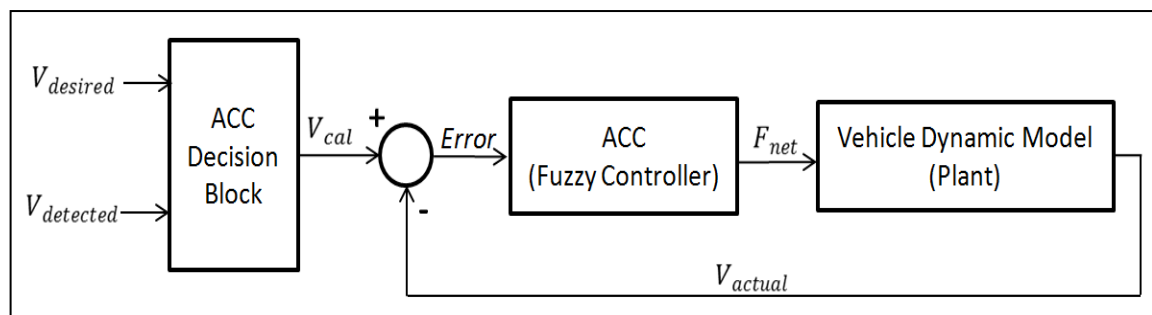 V_desired
V_detected
ACC
Decision
Block
V_cal
+
-
Error
ACC
(Fuzzy Controller)
F_net
Vehicle Dynamic Model
(Plant)
V_actual